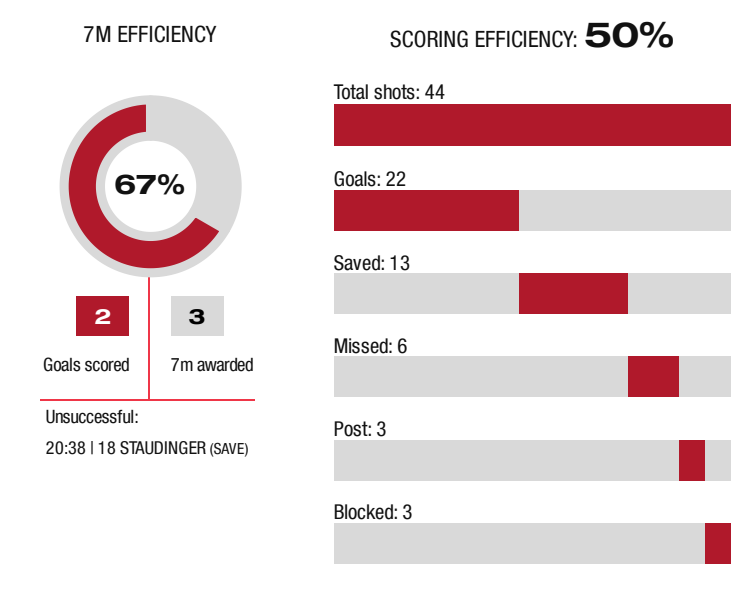 7M EFFICIENCY
67%
2
3
Goals scored
7m awarded
Unsuccessful:
20:38 | 18 STAUDINGER (SAVE)
SCORING EFFICIENCY: 50%
Total shots: 44
Goals: 22
Saved: 13
Missed: 6
Post: 3
Blocked: 3